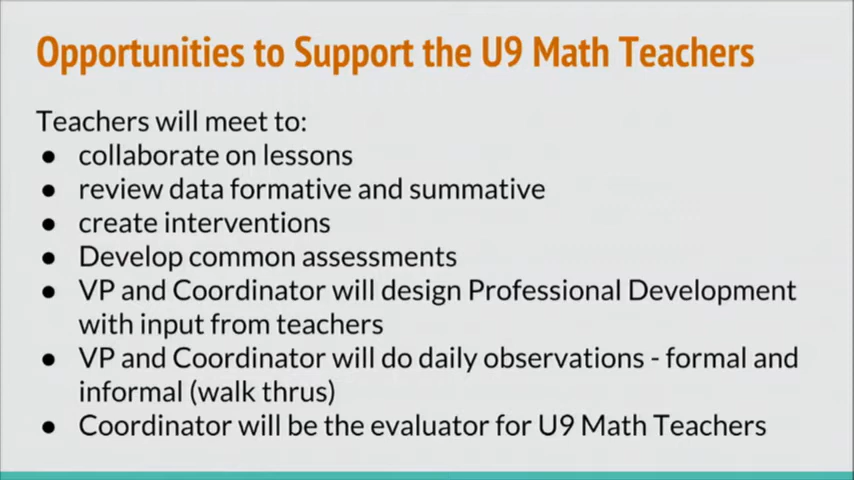 Opportunities to Support the U9 Math Teachers
Teachers will meet to:
● collaborate on lessons
● review data formative and summative
● create interventions
● Develop common assessments
● VP and Coordinator will design Professional Development
with input from teachers
● VP and Coordinator will do daily observations - formal and
informal (walk thrus)
● Coordinator will be the evaluator for U9 Math Teachers